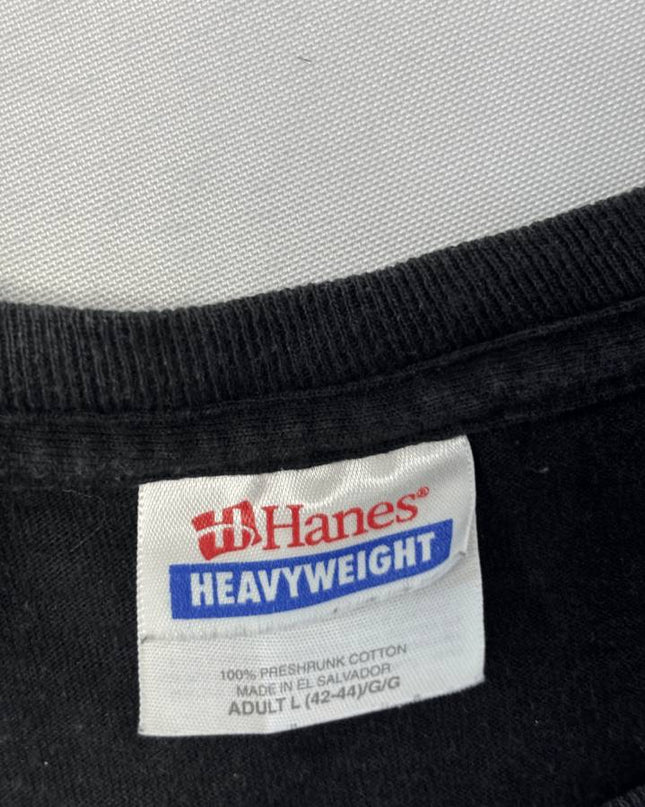 Hanes®
HEAVYWEIGHT
100% PRESHRUNK COTTON
MADE IN EL SALVADOR
ADULT L (42-44)/G/G